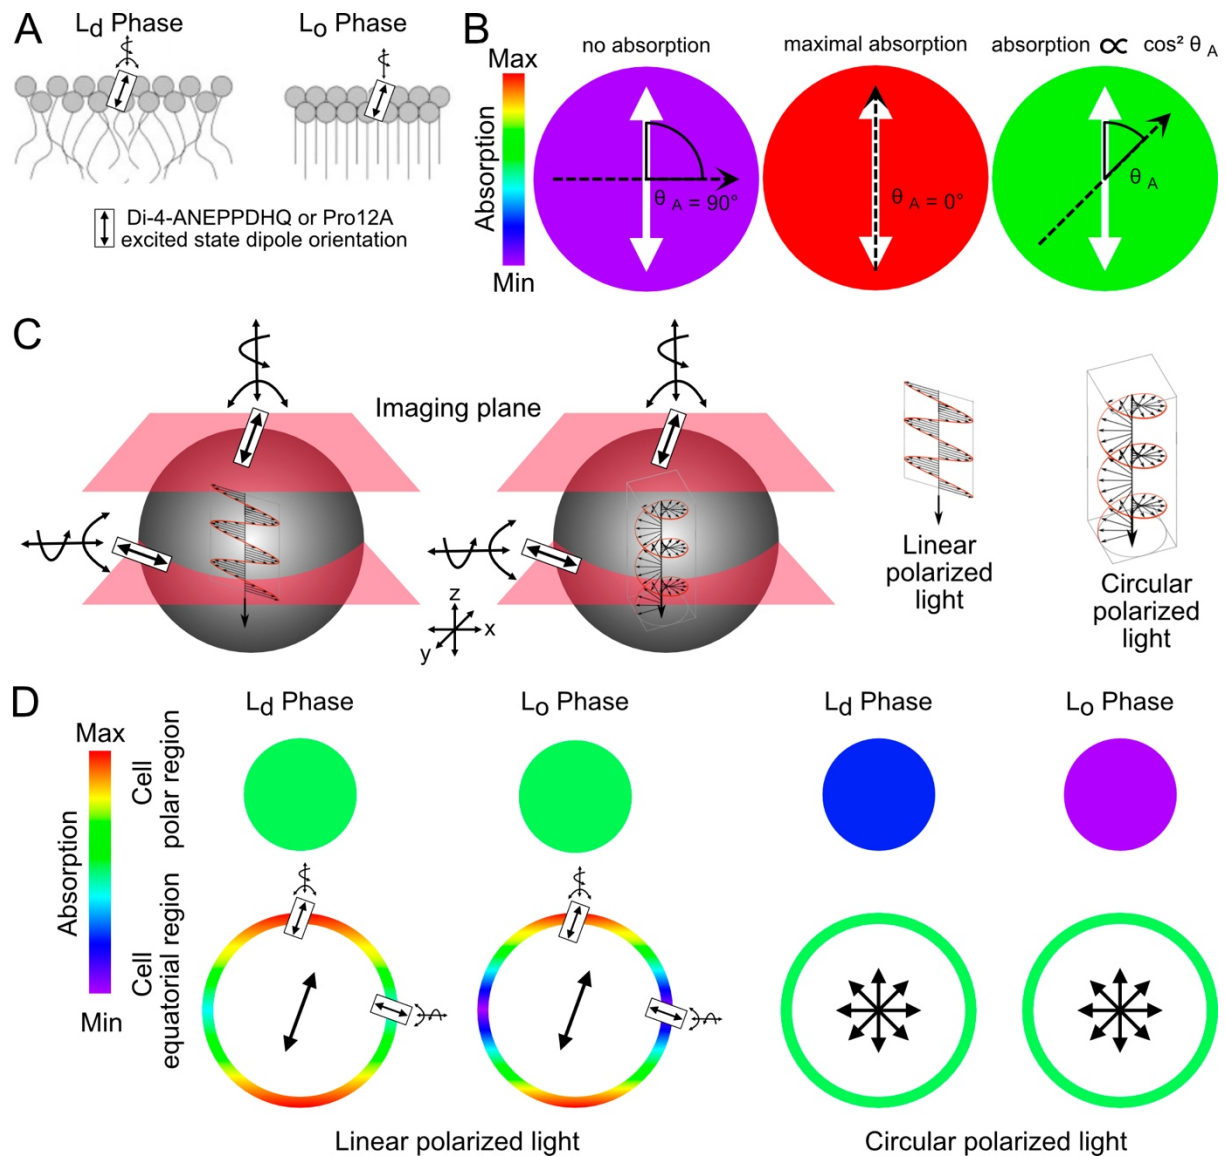 A
Ld Phase
Lo Phase
Di-4-ANEPPDHQ or Pro12A
excited state dipole orientation
B
no absorption
maximal absorption
absorption ∝ cos² θ A
Max
Absorption
Min
θ A = 90°
θ A = 0°
θ A
C
Imaging plane
z
x
y
Linear
polarized
light
Circular
polarized
light
D
Ld Phase
Lo Phase
Ld Phase
Lo Phase
Max
Absorption
Min
Cell
polar region
Cell
equatorial region
Linear polarized light
Circular polarized light